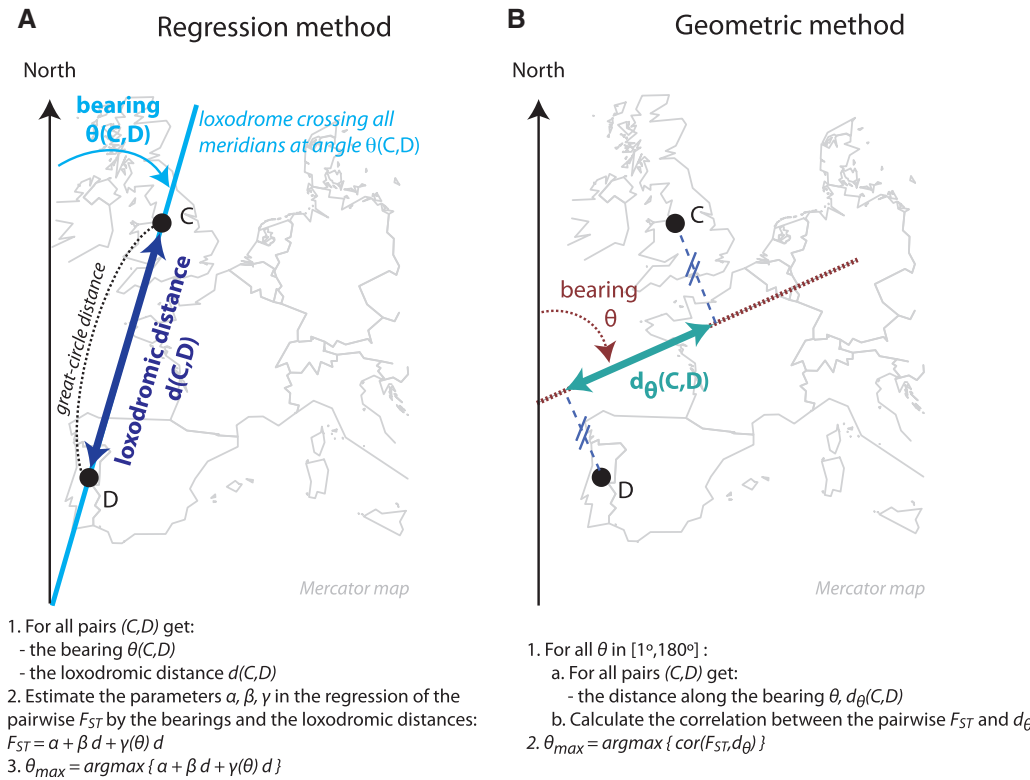 A
Regression method
North
bearing
θ(C,D)
loxodrome crossing all
meridians at angle θ(C,D)
C
great-circle distance
loxodromic distance
d(C,D)
D
Mercator map
1. For all pairs (C,D) get:
- the bearing θ(C,D)
- the loxodromic distance d(C,D)
2. Estimate the parameters α, β, γ in the regression of the
pairwise FST by the bearings and the loxodromic distances:
FST = α + β d + γ(θ) d
3. θmax = argmax { α + β d + γ(θ) d }
B
Geometric method
North
C
bearing
θ
dθ(C,D)
D
Mercator map
1. For all θ in [1º,180º] :
a. For all pairs (C,D) get:
- the distance along the bearing θ, dθ(C,D)
b. Calculate the correlation between the pairwise FST and dθ
2. θmax = argmax { cor(FST,dθ) }